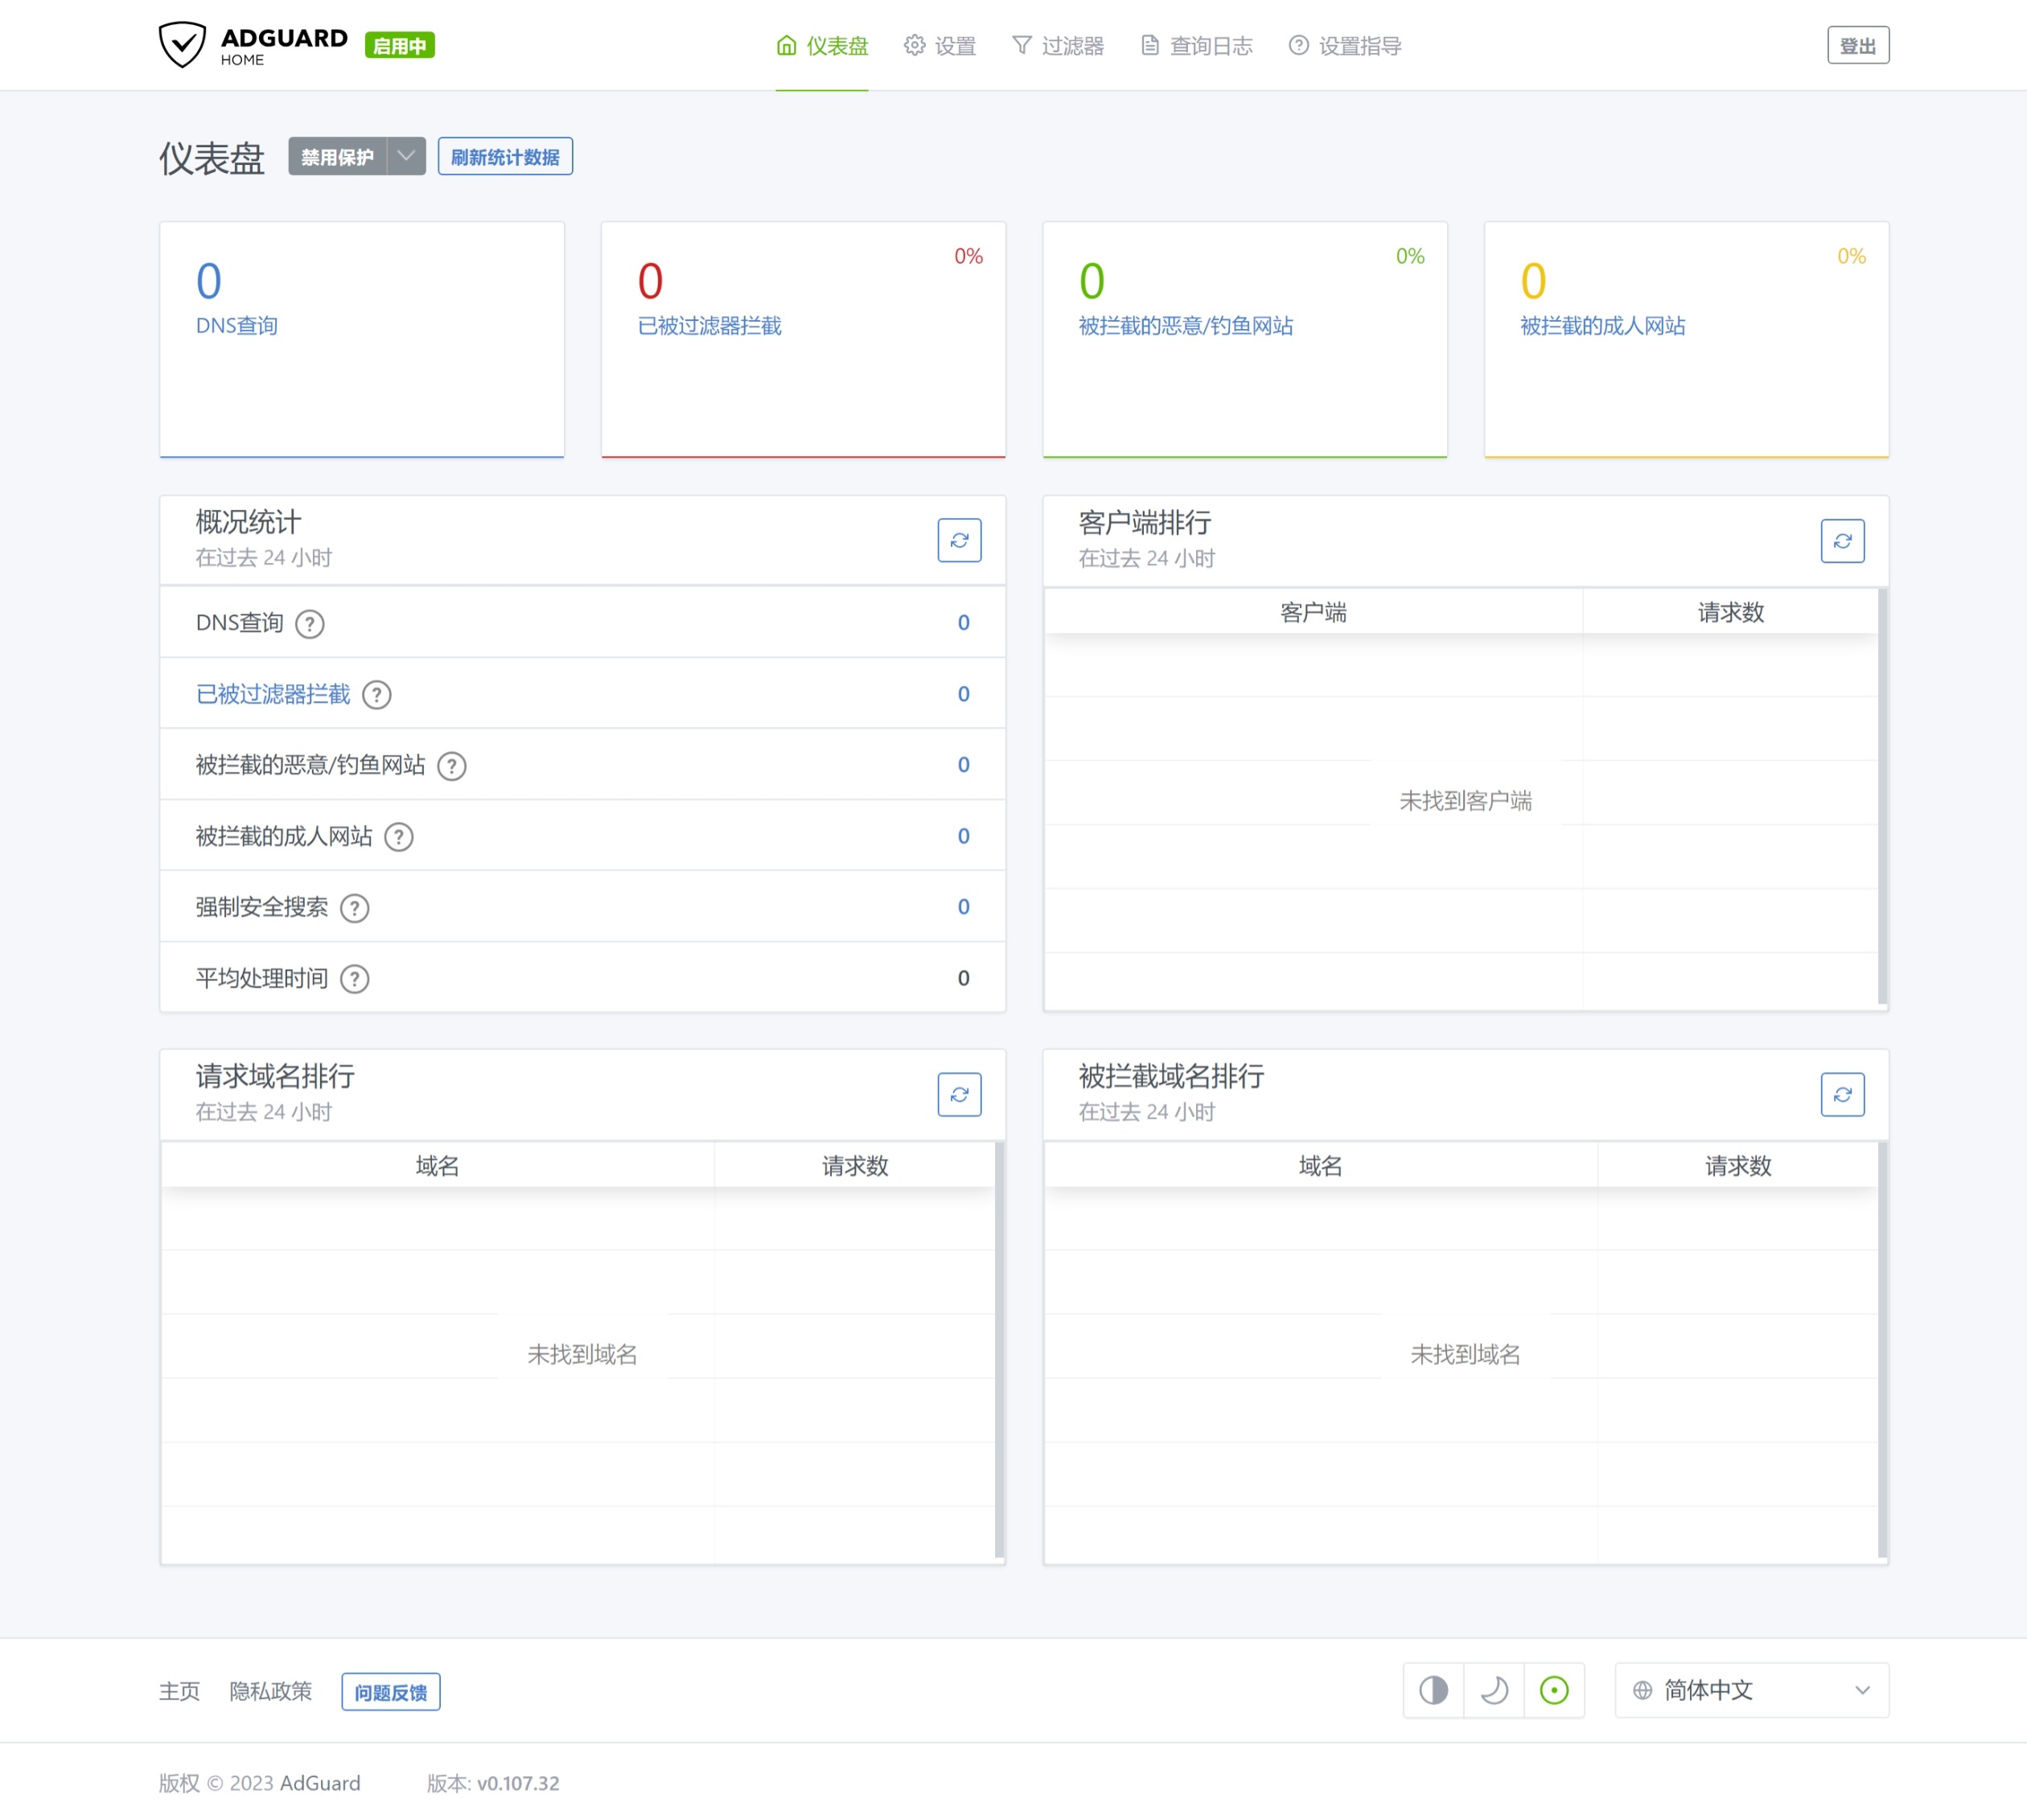 ADGUARD
HOME
启用中
仪表盘
设置
过滤器
查询日志
设置指导
登出
仪表盘
禁用保护
刷新统计数据
0
DNS查询
0%
0
已被过滤器拦截
0%
0
被拦截的恶意/钓鱼网站
0%
0
被拦截的成人网站
概况统计
在过去 24 小时
DNS查询 ? 0
已被过滤器拦截 ? 0
被拦截的恶意/钓鱼网站 ? 0
被拦截的成人网站 ? 0
强制安全搜索 ? 0
平均处理时间 ? 0
客户端排行
在过去 24 小时
客户端 请求数
未找到客户端
请求域名排行
在过去 24 小时
域名 请求数
未找到域名
被拦截域名排行
在过去 24 小时
域名 请求数
未找到域名
主页
隐私政策
问题反馈
简体中文
版权 © 2023 AdGuard
版本: v0.107.32